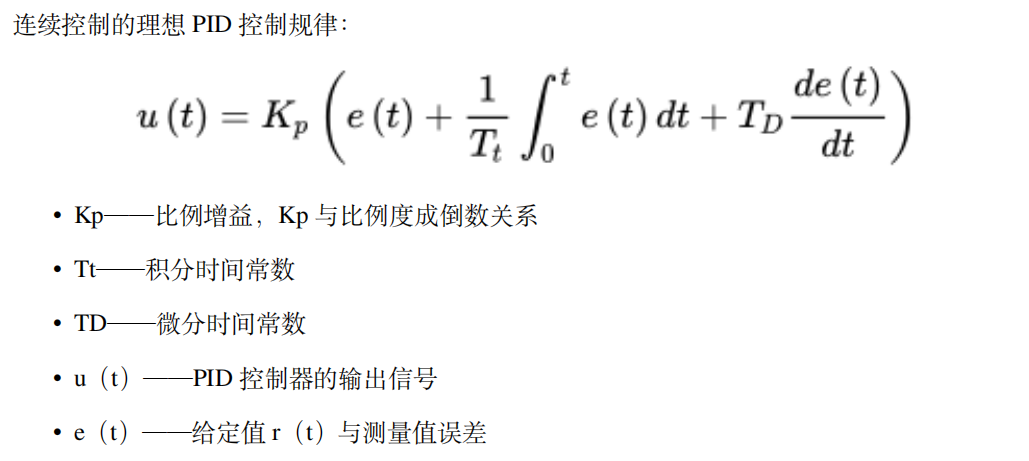 连续控制的理想 PID 控制规律：
u (t) = K_p ( e (t) + \frac{1}{T_t} \int_0^t e (t) dt + T_D \frac{de (t)}{dt} )
• Kp——比例增益，Kp 与比例度成倒数关系
• Tt——积分时间常数
• TD——微分时间常数
• u（t）——PID 控制器的输出信号
• e（t）——给定值 r（t）与测量值误差